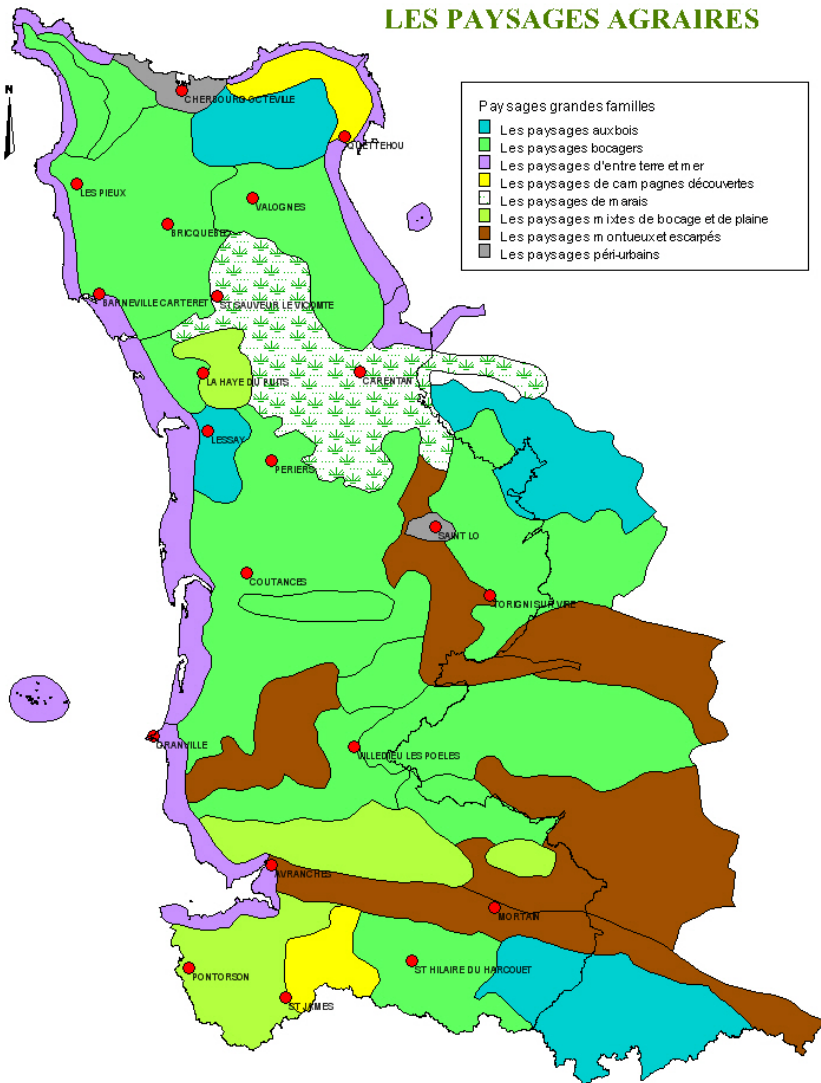 LES PAYSAGES AGRAIRES
N
Paysages grandes familles
Les paysages aux bois
Les paysages bocagers
Les paysages d'entre terre et mer
Les paysages de campagnes découvertes
Les paysages de marais
Les paysages mixtes de bocage et de plaine
Les paysages montueux et escarpés
Les paysages péri-urbains
CHERBOURG OCTEVILLE
QUETTEHOU
LES PIEUX
VALOGNES
BRICQUEBEC
BARNEVILLE CARTERET
ST SAUVEUR LE VICOMTE
LA HAYE DU PUITS
CARENTAN
LESSAY
PERIERS
SAINT LO
COUTANCES
TORIGNI SUR VIRE
GRANVILLE
VILLEDIEU LES POELES
AVRANCHES
MORTAIN
PONTORSON
ST HILAIRE DU HARCOUET
ST JAMES